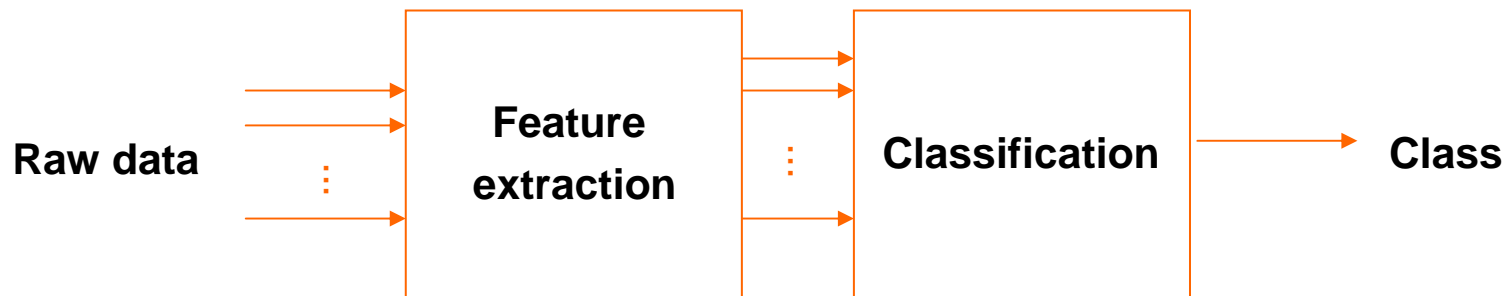 Raw data
Feature
extraction
Classification
Class